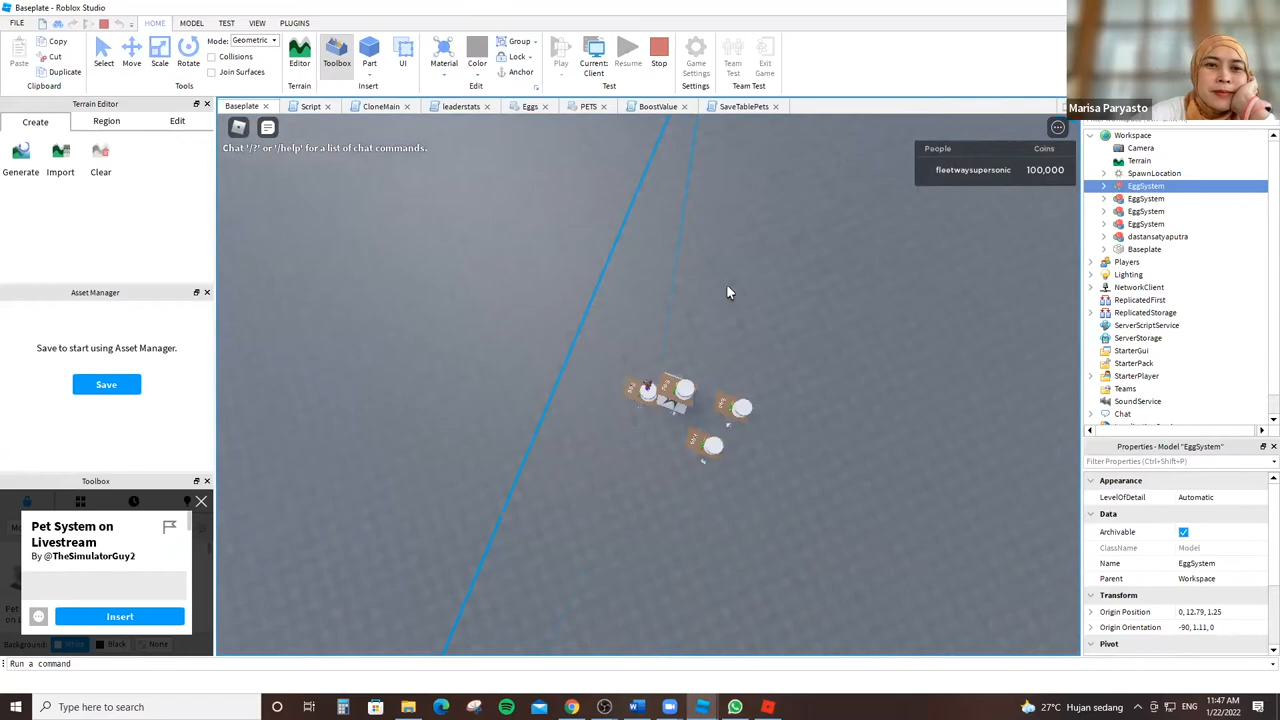 Baseplate - Roblox Studio
FILE HOME MODEL TEST VIEW PLUGINS
Paste Copy Cut Duplicate Clipboard
Select Move Scale Rotate Mode: Geometric Collisions Join Surfaces Tools
Editor Terrain Toolbox Part UI Insert
Material Color Group Lock Anchor Edit
Play Current: Client Resume Stop Test
Game Settings Settings Team Test Exit Game Team Test
Marisa Paryasto
Terrain Editor
Create Region Edit
Generate Import Clear
Asset Manager
Save to start using Asset Manager.
Save
Toolbox
Pet System on
Livestream
By @TheSimulatorGuy2
Insert
Background: White Black None
Baseplate Script CloneMain leaderstats Eggs PETS BoostValue SaveTablePets
Chat '/?' or '/help' for a list of chat commands.
People Coins
fleetwaysupersonic 100,000
Workspace
Camera
Terrain
SpawnLocation
EggSystem
EggSystem
EggSystem
EggSystem
dastansatyaputra
Baseplate
Players
Lighting
NetworkClient
ReplicatedFirst
ReplicatedStorage
ServerScriptService
ServerStorage
StarterGui
StarterPack
StarterPlayer
Teams
SoundService
Chat
Properties - Model "EggSystem"
Filter Properties (Ctrl+Shift+P)
Appearance
LevelOfDetail Automatic
Data
Archivable
ClassName Model
Name EggSystem
Parent Workspace
Transform
Origin Position 0, 12.79, 1.25
Origin Orientation -90, 1.11, 0
Pivot
Run a command
Type here to search
27°C Hujan sedang
11:47 AM
1/22/2022